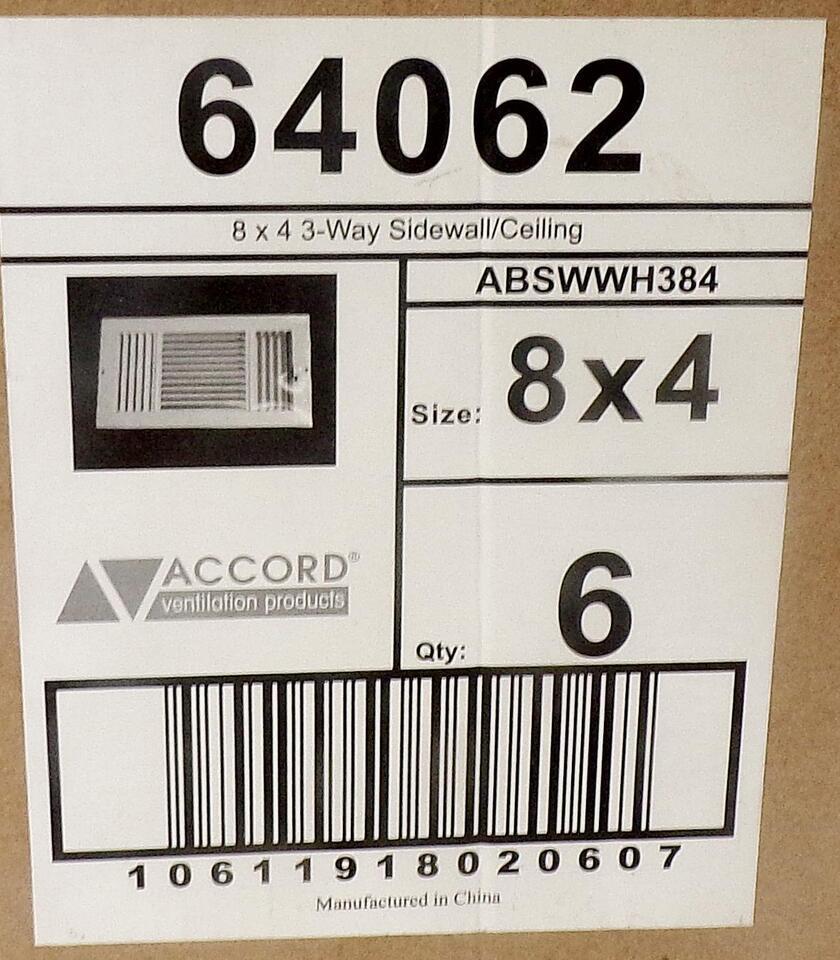 64062
8 x 4 3-Way Sidewall/Ceiling
ABSWWH384
Size: 8x4
ACCORD®
ventilation products
Qty: 6
10611918020607
Manufactured in China